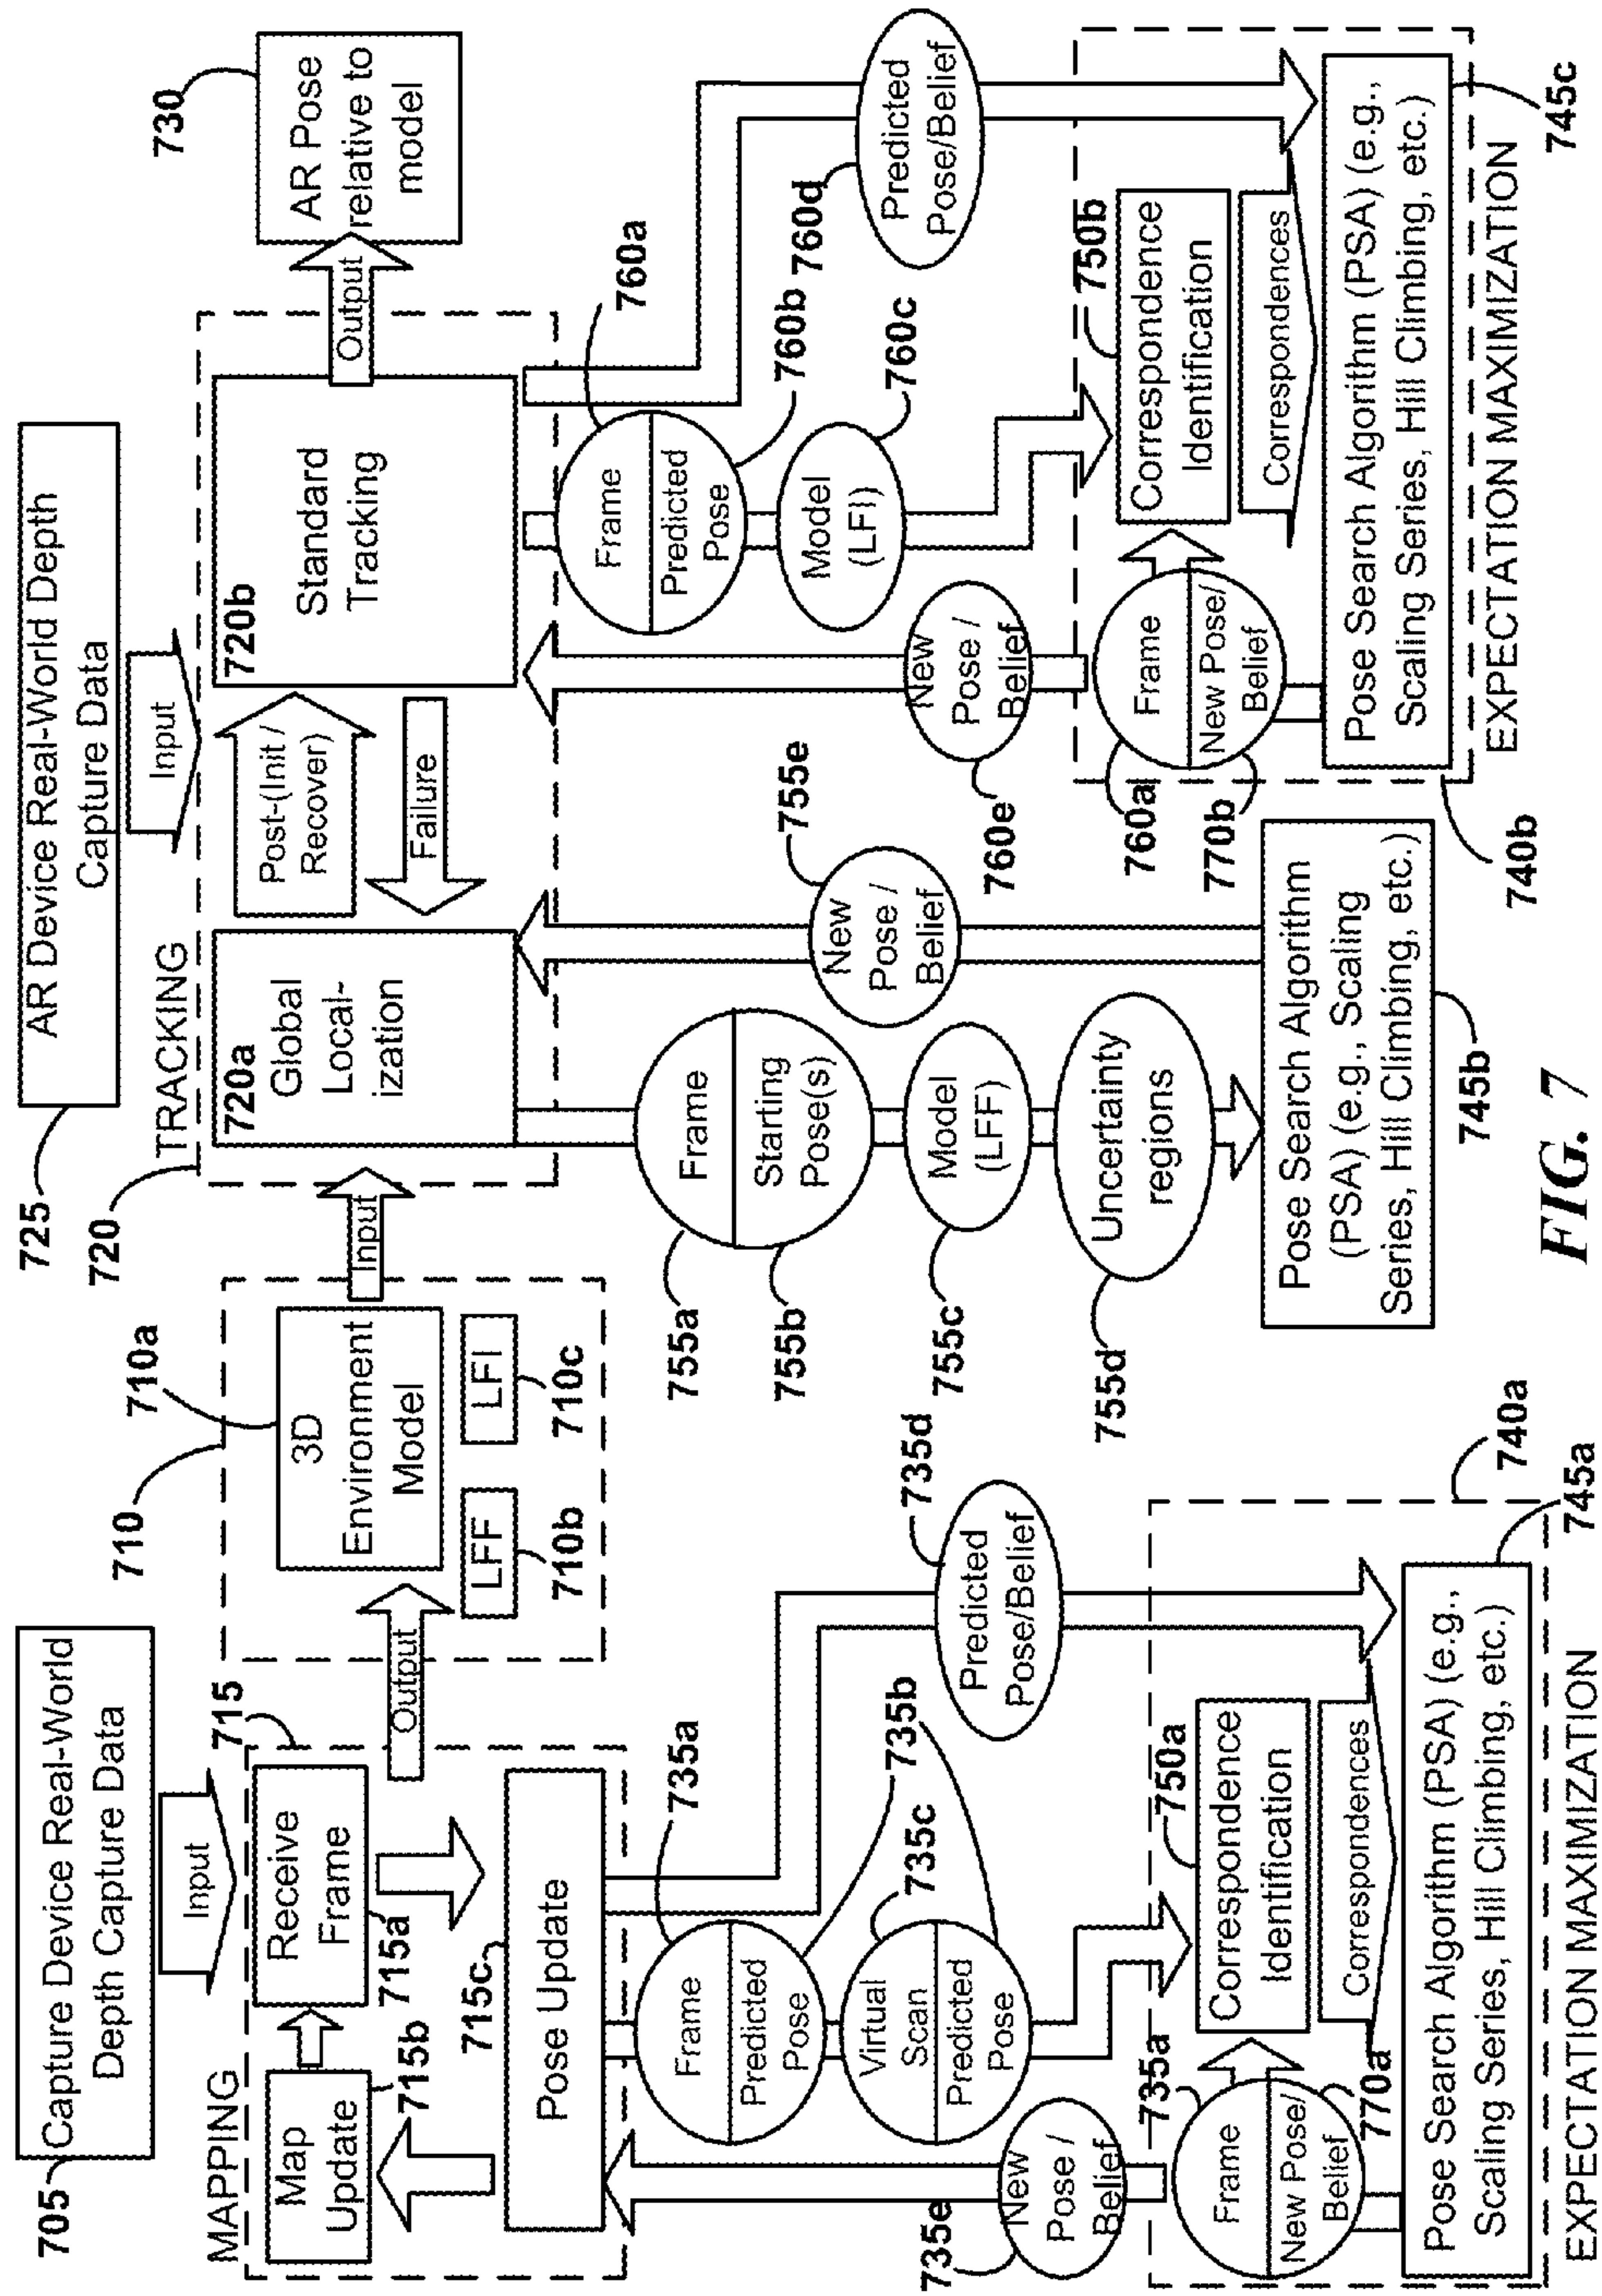 705
Capture Device Real-World
Depth Capture Data
Input
MAPPING
715
Map
Update
715b
Receive
Frame
715a
715c
Pose Update
Output
710
710a
3D
Environment
Model
LFF
LFI
710b
710c
Input
725
AR Device Real-World Depth
Capture Data
Input
720
TRACKING
720a
Global
Local-
ization
Post-(Init /
Recover)
Failure
720b
Standard
Tracking
Output
730
AR Pose
relative to
model
735a
Frame
Predicted
Pose
735b
735c
Virtual
Scan
Predicted
Pose
735d
Predicted
Pose/Belief
735e
New
Pose /
Belief
735a
Frame
New Pose/
Belief
770a
750a
Correspondence
Identification
Correspondences
740a
745a
Pose Search Algorithm (PSA) (e.g.,
Scaling Series, Hill Climbing, etc.)
EXPECTATION MAXIMIZATION
755a
Frame
Starting
Pose(s)
755b
755c
Model
(LFF)
755d
Uncertainty
regions
755e
New
Pose /
Belief
Pose Search Algorithm
(PSA) (e.g., Scaling
Series, Hill Climbing, etc.)
745b
760a
Frame
Predicted
Pose
760b
760c
Model
(LFI)
760d
Predicted
Pose/Belief
760e
New
Pose /
Belief
760a
Frame
New Pose/
Belief
770b
750b
Correspondence
Identification
Correspondences
740b
745c
Pose Search Algorithm (PSA) (e.g.,
Scaling Series, Hill Climbing, etc.)
EXPECTATION MAXIMIZATION
FIG. 7